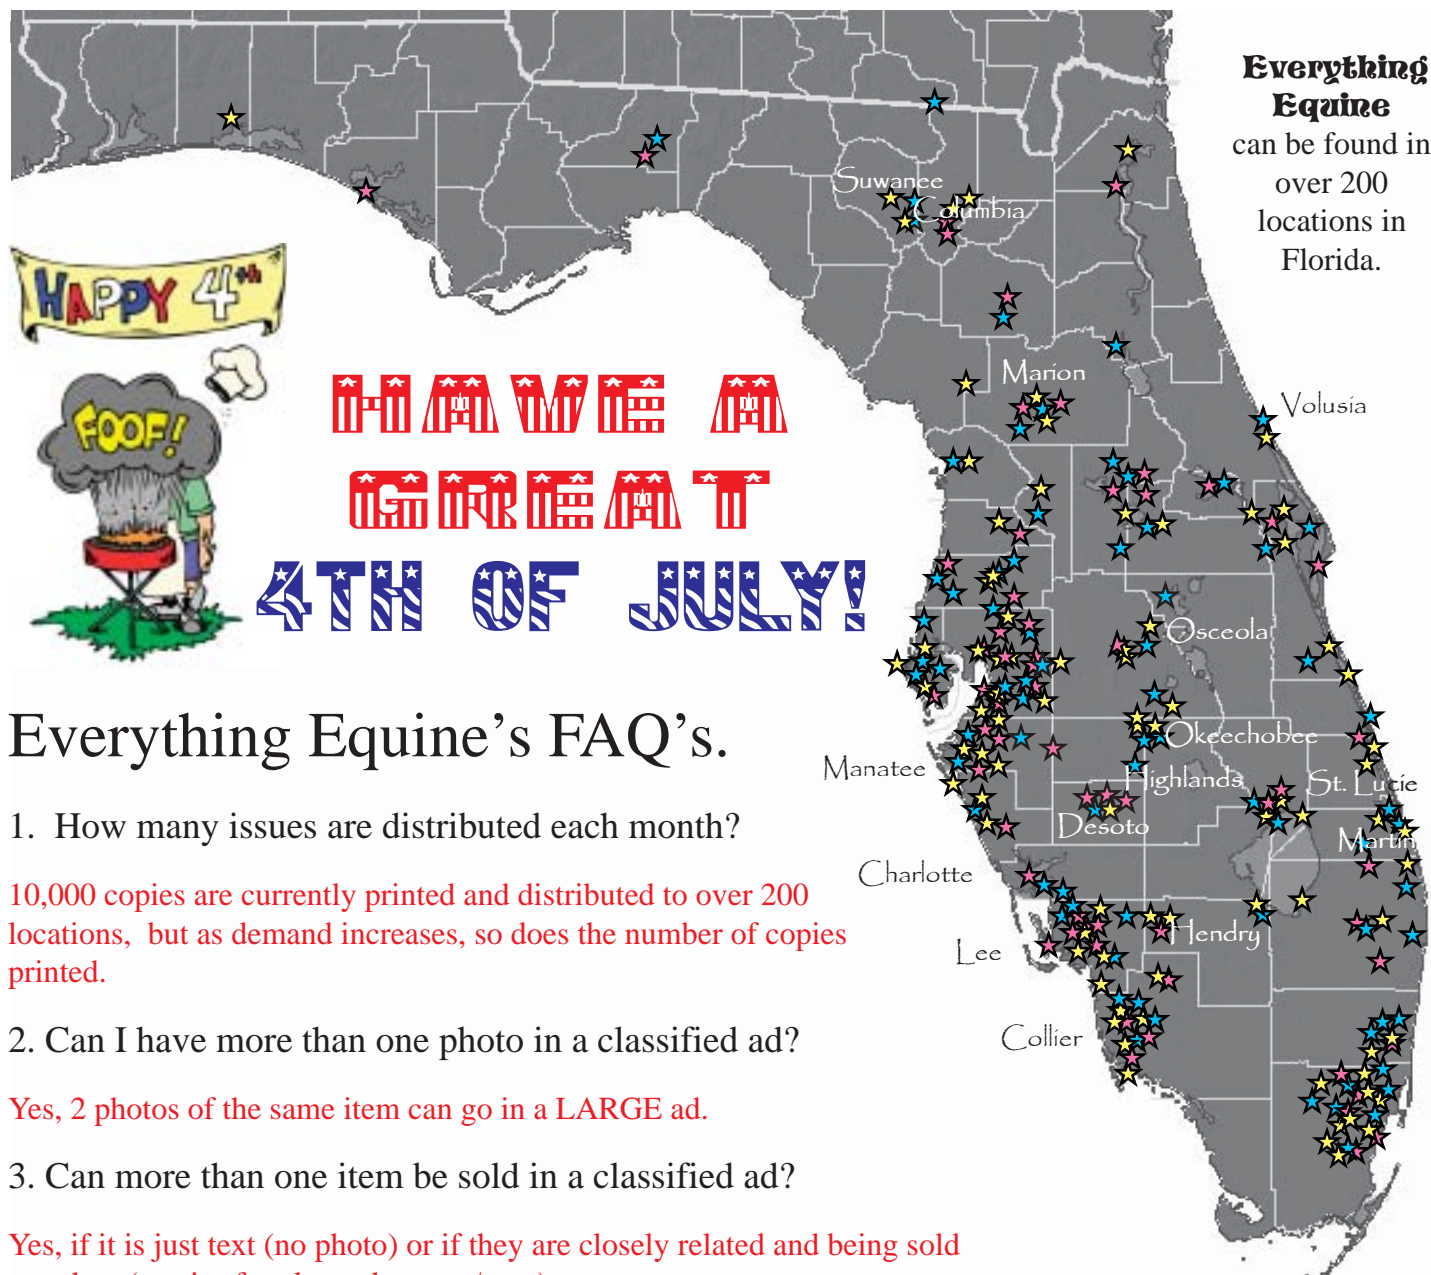 Everything
Equine
can be found in
over 200
locations in
Florida.
Suwanee
Columbia
Marion
Volusia
Osceola
Okeechobee
Manatee
Highlands
St. Lucie
Desoto
Martin
Charlotte
Hendry
Lee
Collier
HAPPY 4th
FOOF!
HAVE A
GREAT
4TH OF JULY!
Everything Equine's FAQ's.
1. How many issues are distributed each month?
10,000 copies are currently printed and distributed to over 200
locations, but as demand increases, so does the number of copies
printed.
2. Can I have more than one photo in a classified ad?
Yes, 2 photos of the same item can go in a LARGE ad.
3. Can more than one item be sold in a classified ad?
Yes, if it is just text (no photo) or if they are closely related and being sold